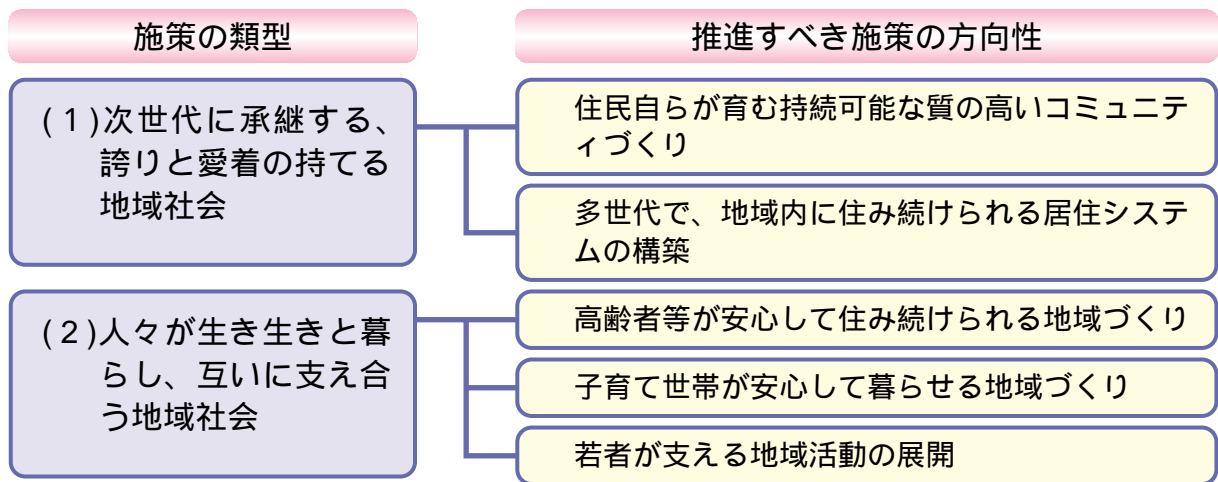 施策の類型
推進すべき施策の方向性
(1)次世代に承継する、
誇りと愛着の持てる
地域社会
住民自らが育む持続可能な質の高いコミュニテ
ィづくり
多世代で、地域内に住み続けられる居住システ
ムの構築
(2)人々が生き生きと暮
らし、互いに支え合
う地域社会
高齢者等が安心して住み続けられる地域づくり
子育て世帯が安心して暮らせる地域づくり
若者が支える地域活動の展開